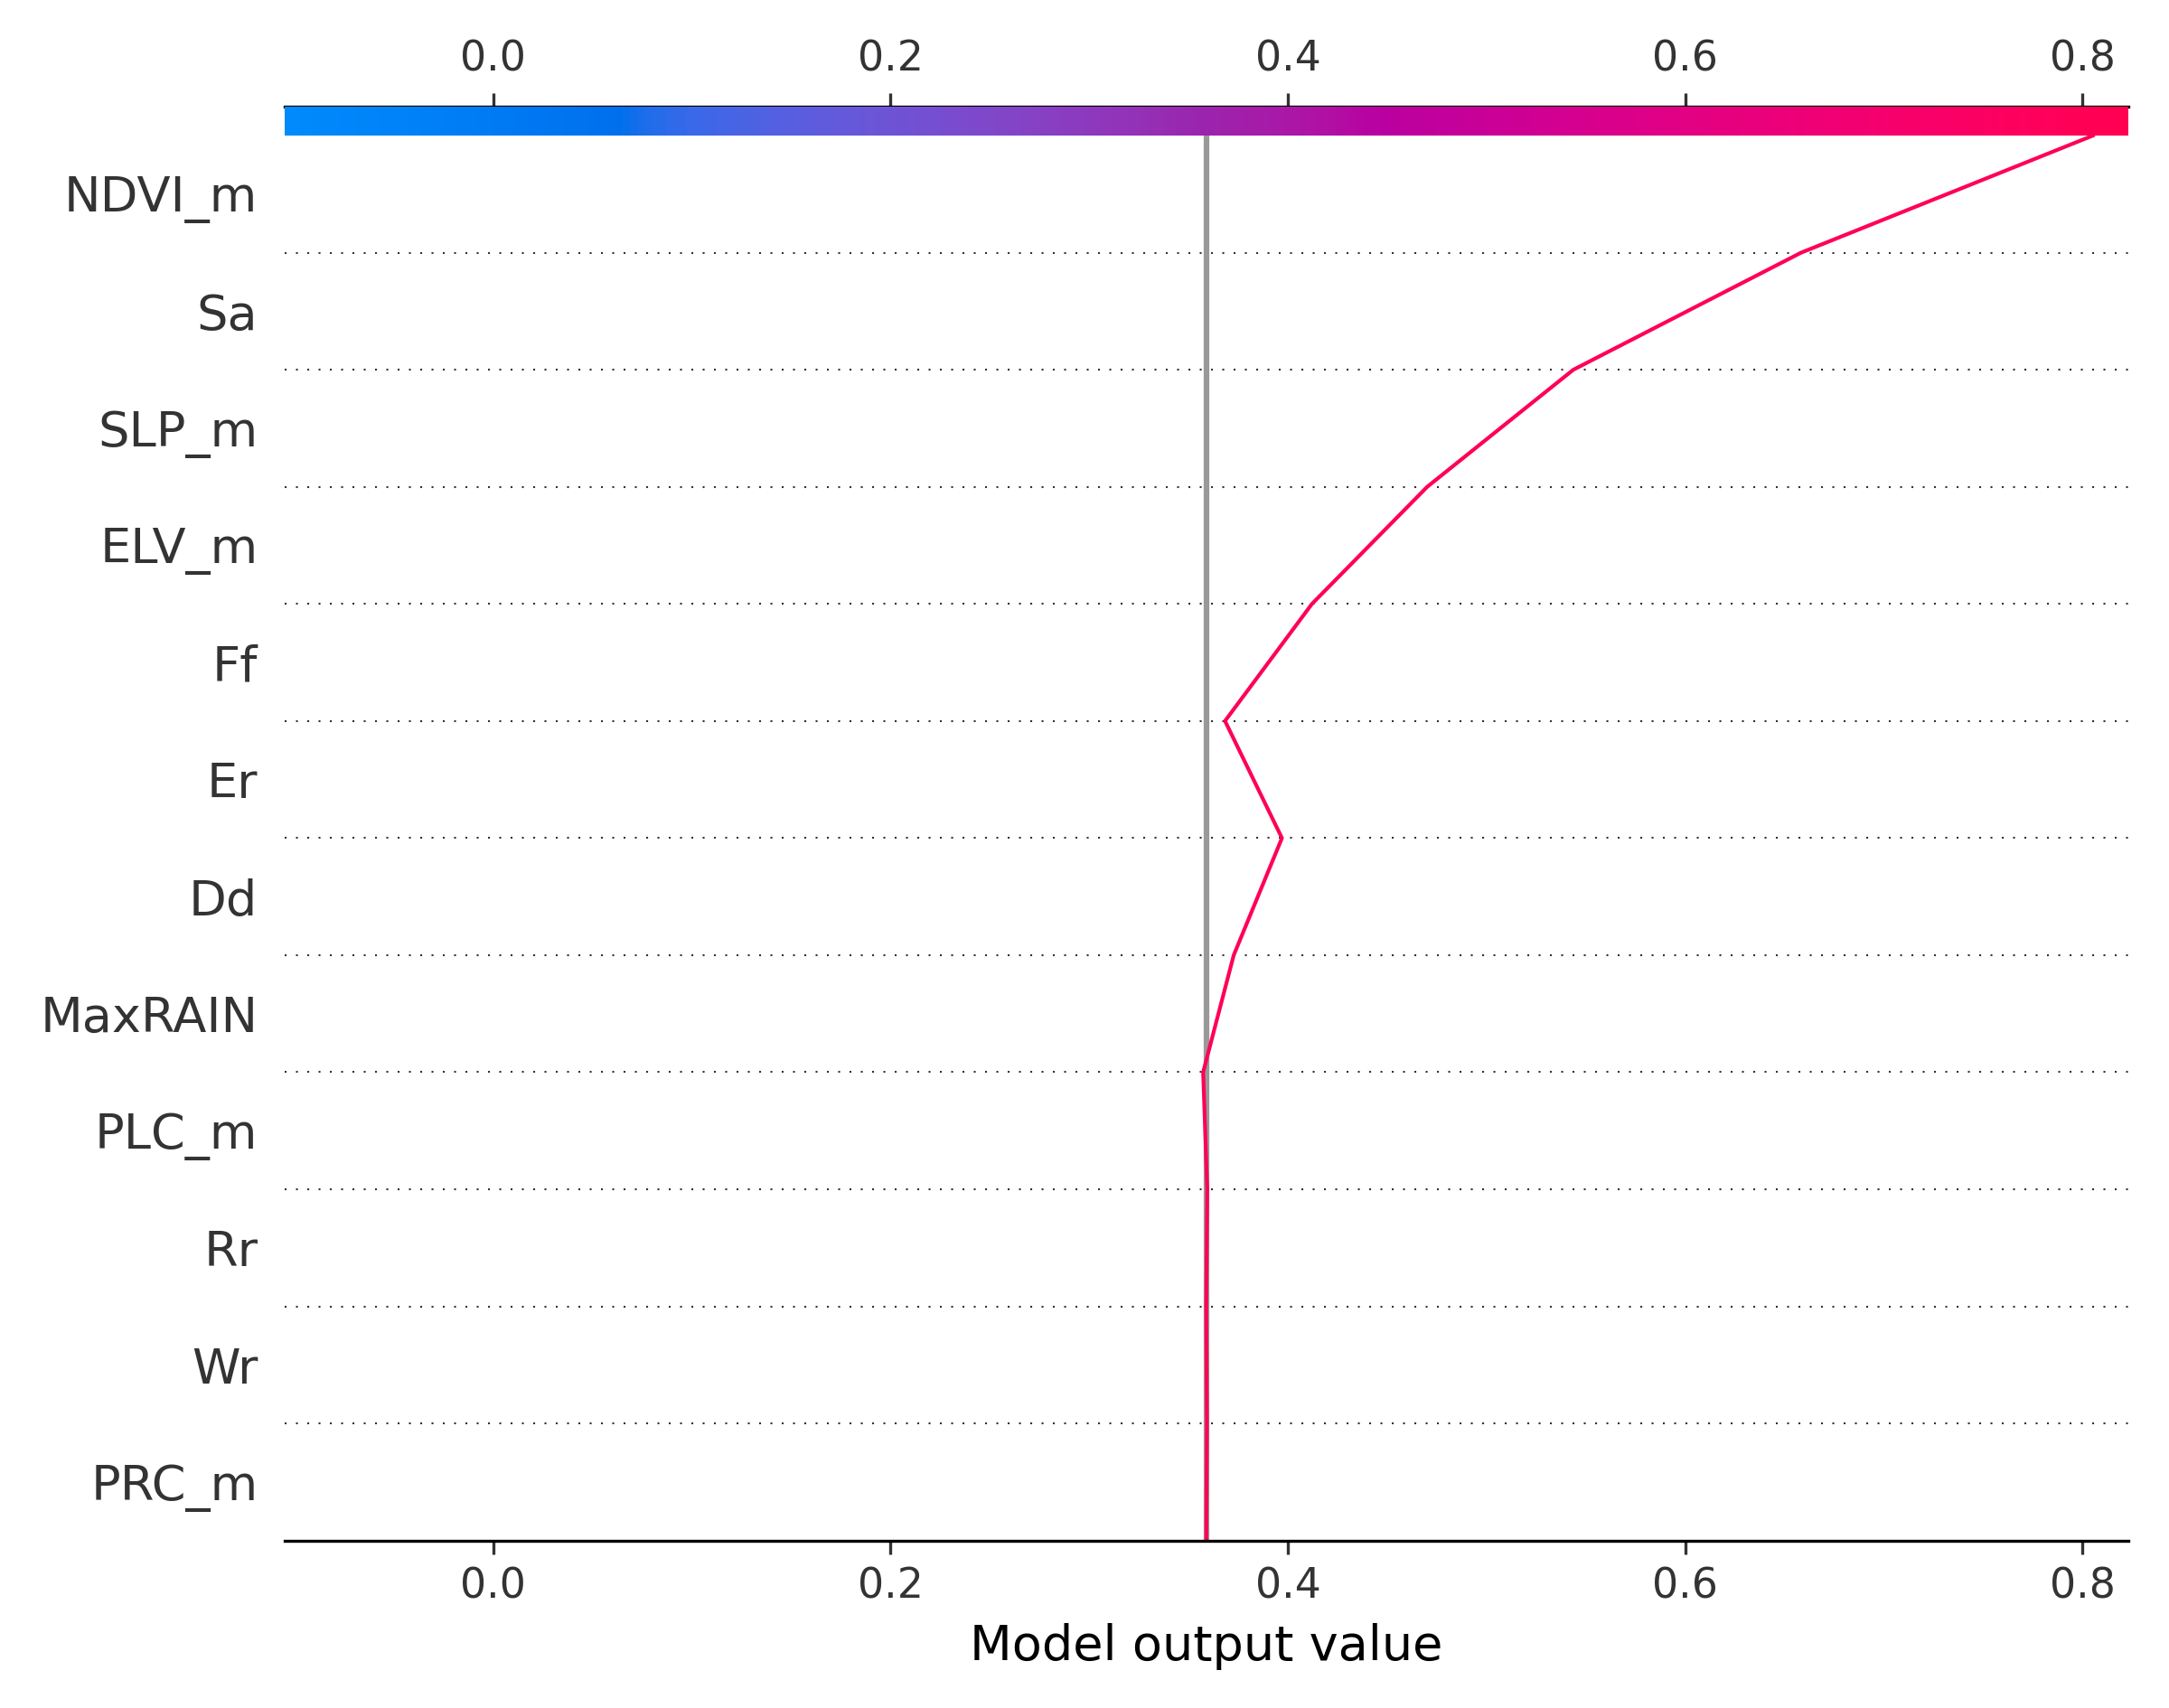 0.0 0.2 0.4 0.6 0.8
NDVI_m
Sa
SLP_m
ELV_m
Ff
Er
Dd
MaxRAIN
PLC_m
Rr
Wr
PRC_m
0.0 0.2 0.4 0.6 0.8
Model output value